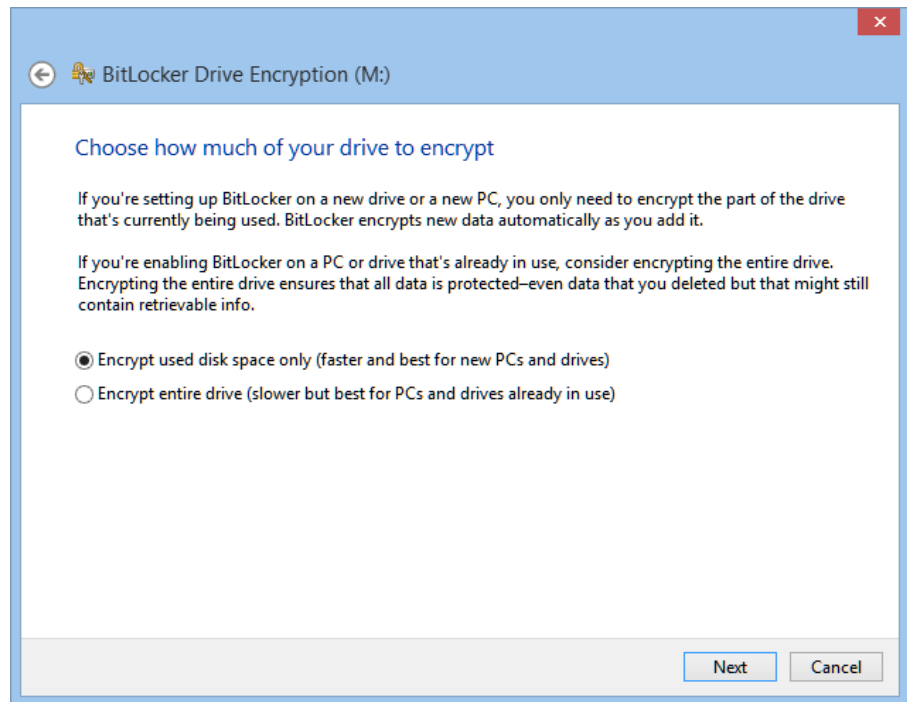 BitLocker Drive Encryption (M:)
Choose how much of your drive to encrypt
If you're setting up BitLocker on a new drive or a new PC, you only need to encrypt the part of the drive
that's currently being used. BitLocker encrypts new data automatically as you add it.
If you're enabling BitLocker on a PC or drive that's already in use, consider encrypting the entire drive.
Encrypting the entire drive ensures that all data is protected–even data that you deleted but that might still
contain retrievable info.
Encrypt used disk space only (faster and best for new PCs and drives)
Encrypt entire drive (slower but best for PCs and drives already in use)
Next Cancel